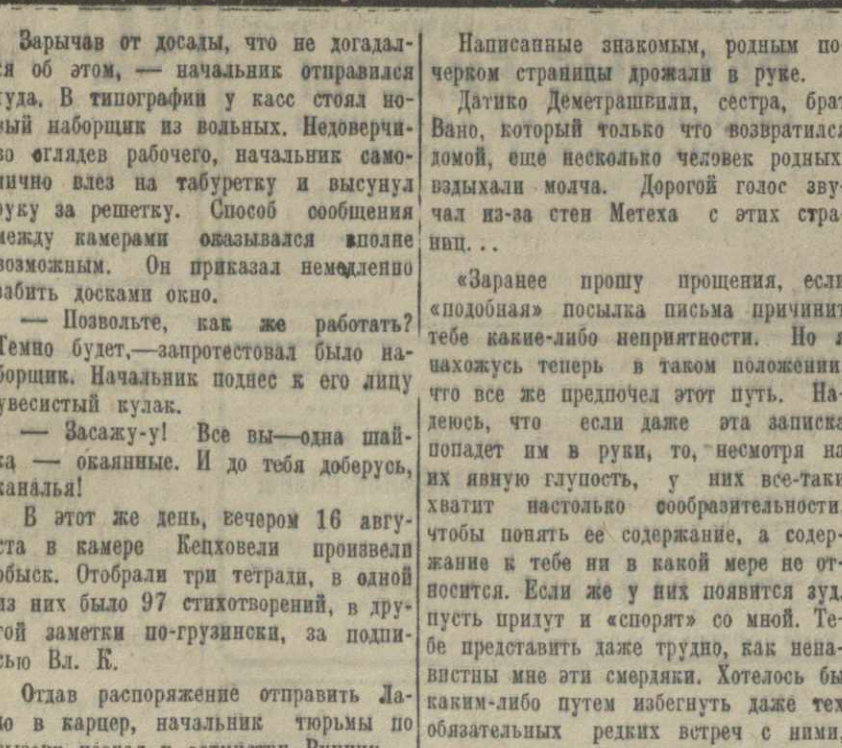 Зарычав от досады, что не догадал-
ся об этом, — начальник отправился
туда. В типографии у касс стоял но-
вый наборщик из вольных. Недоверчи-
во оглядев рабочего, начальник само-
лично влез на табуретку и высунул
руку за решетку. Способ сообщения
между камерами оказывался вполне
возможным. Он приказал немедленно
забить досками окно.
— Позвольте, как же работать?
Темно будет,—запротестовал было на-
борщик. Начальник поднес к его лицу
увесистый кулак.
— Засажу-у! Все вы—одна шай-
ка — окаянные. И до тебя доберусь,
каналья!
В этот же день, вечером 16 авгу-
ста в камере Кецховели произвели
обыск. Отобрали три тетради, в одной
из них было 97 стихотворений, в дру-
гой заметки по-грузински, за подпи-
сью Вл. К.
Отдав распоряжение отправить Ла-
до в карцер, начальник тюрьмы по
Написанные знакомым, родным по-
черком страницы дрожали в руке.
Датико Деметрашвили, сестра, брат
Вано, который только что возвратился
домой, еще несколько человек родных
вздыхали молча. Дорогой голос зву-
чал из-за стен Метеха с этих стра-
ниц...
«Заранее прошу прощения, если
«подобная» посылка письма причинит
тебе какие-либо неприятности. Но я
нахожусь теперь в таком положении,
что все же предпочел этот путь. На-
деюсь, что если даже эта записка
попадет им в руки, то, несмотря на
их явную глупость, у них все-таки
хватит настолько сообразительности,
чтобы понять ее содержание, а содер-
жание к тебе ни в какой мере не от-
носится. Если же у них появится зуд,
пусть придут и «спорят» со мной. Те-
бе представить даже трудно, как нена-
вистны мне эти смердяки. Хотелось бы
каким-либо путем избегнуть даже тех
обязательных редких встреч с ними,